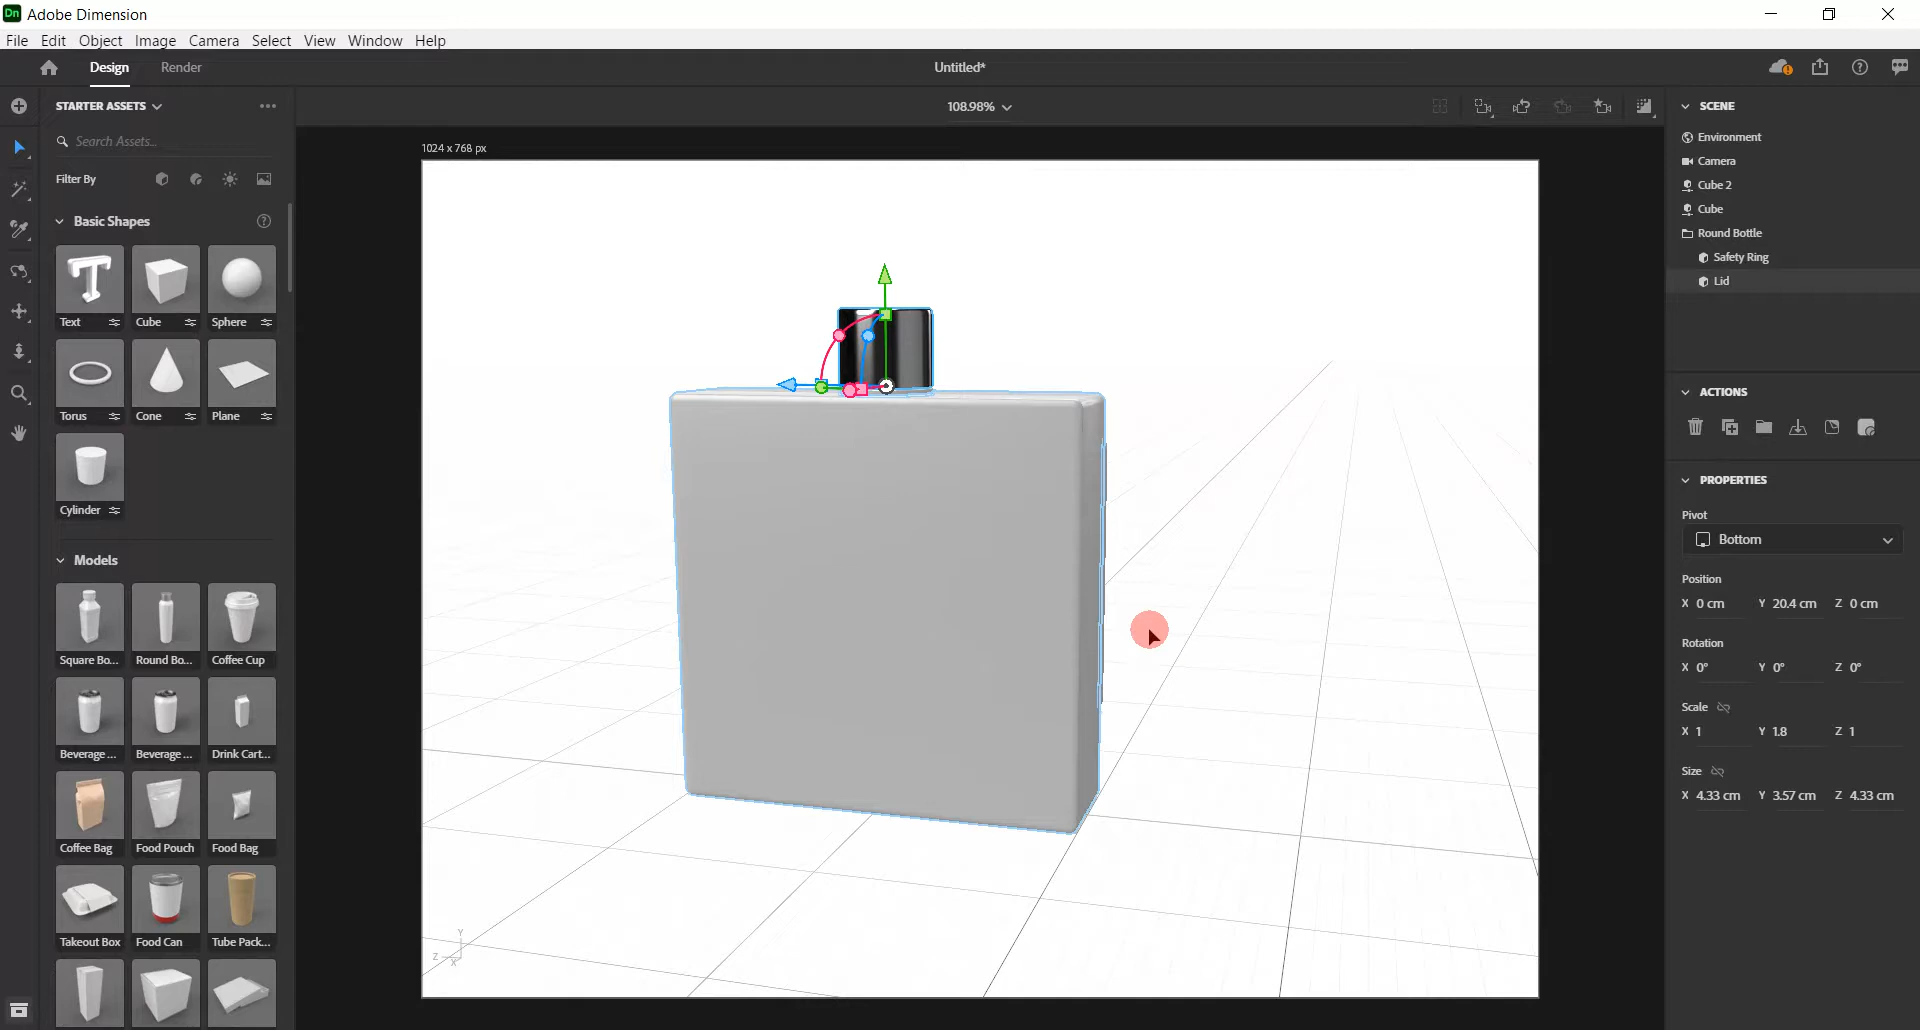 Dn Adobe Dimension
File Edit Object Image Camera Select View Window Help
Design Render Untitled*
STARTER ASSETS 108.98% SCENE
Search Assets...
1024 x 768 px
Filter By
Basic Shapes
Text Cube Sphere
Torus Cone Plane
Cylinder
Models
Square Bo... Round Bo... Coffee Cup
Beverage ... Beverage ... Drink Cart...
Coffee Bag Food Pouch Food Bag
Takeout Box Food Can Tube Pack...
Y
Z
X
Environment
Camera
Cube 2
Cube
Round Bottle
Safety Ring
Lid
ACTIONS
PROPERTIES
Pivot
Bottom
Position
X 0 cm Y 20.4 cm Z 0 cm
Rotation
X 0° Y 0° Z 0°
Scale
X 1 Y 1.8 Z 1
Size
X 4.33 cm Y 3.57 cm Z 4.33 cm